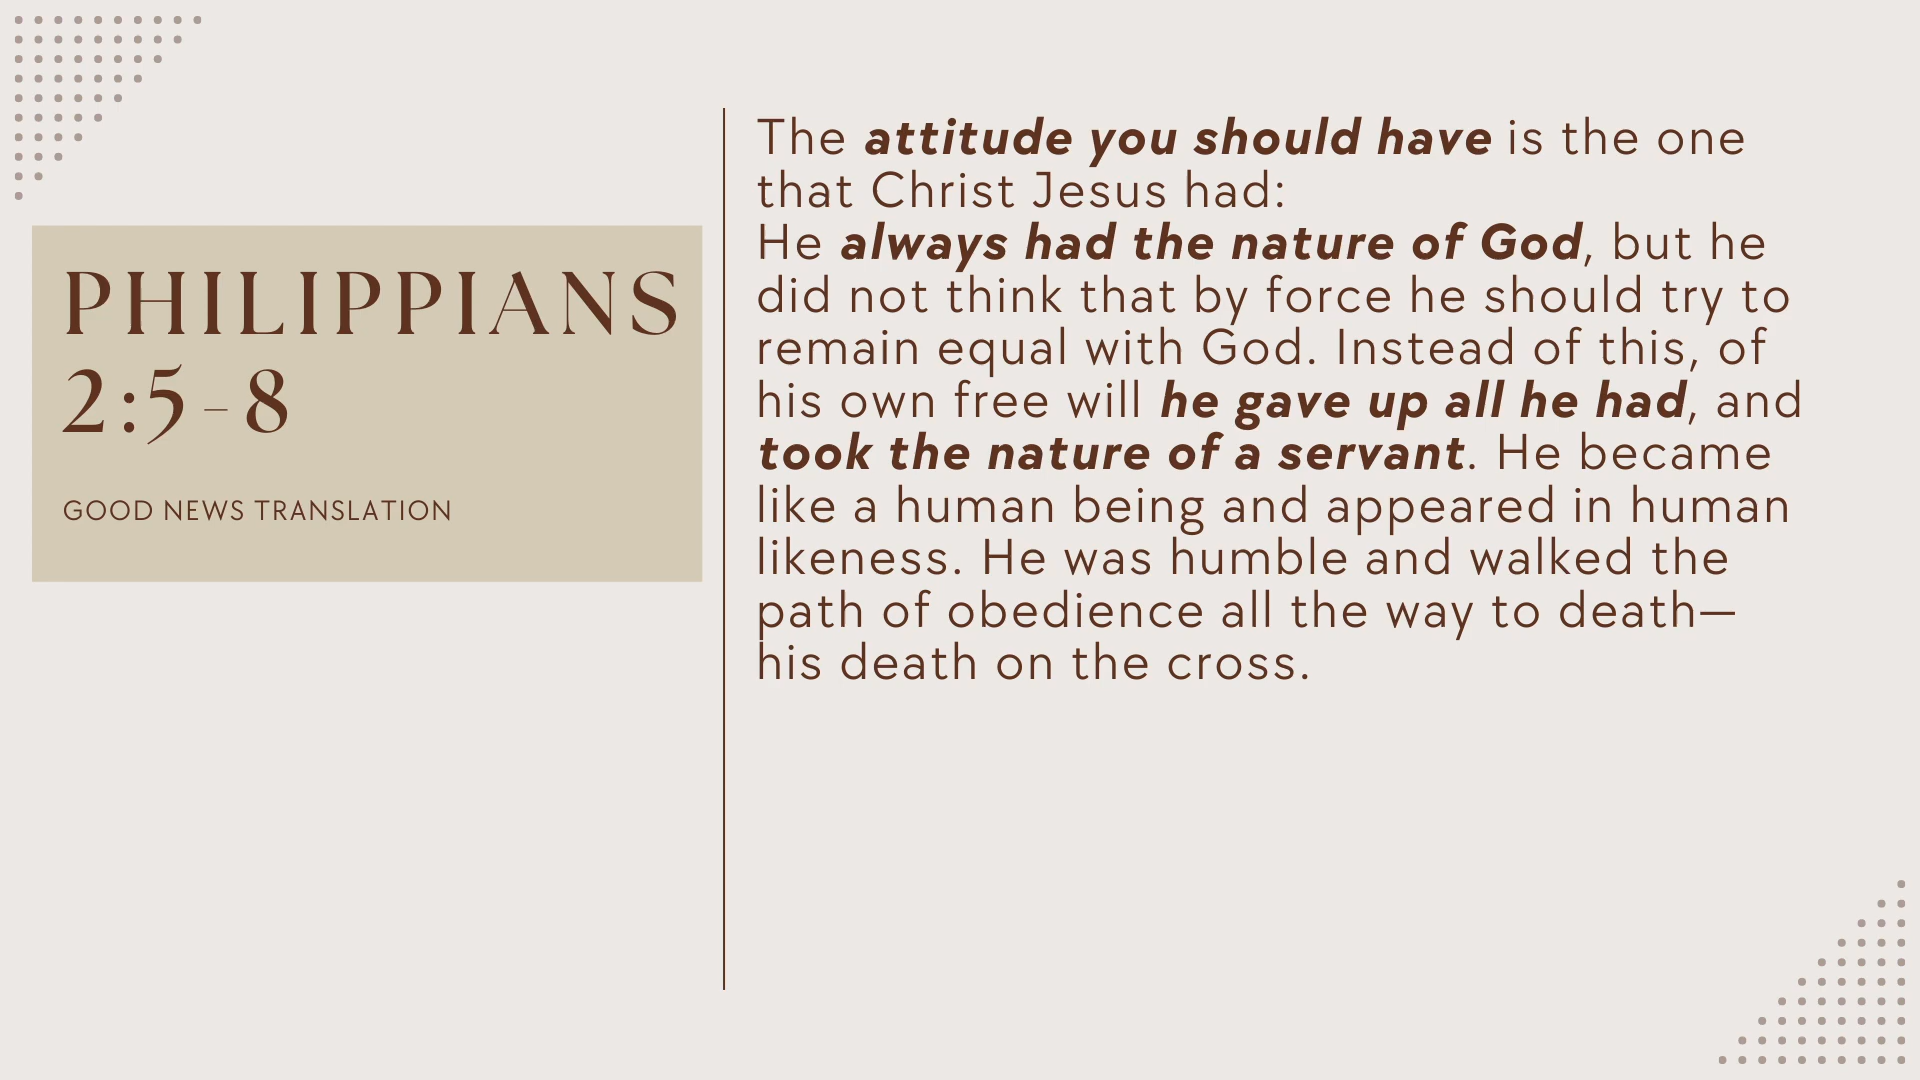 PHILIPPIANS
2:5-8
GOOD NEWS TRANSLATION
The attitude you should have is the one
that Christ Jesus had:
He always had the nature of God, but he
did not think that by force he should try to
remain equal with God. Instead of this, of
his own free will he gave up all he had, and
took the nature of a servant. He became
like a human being and appeared in human
likeness. He was humble and walked the
path of obedience all the way to death—
his death on the cross.